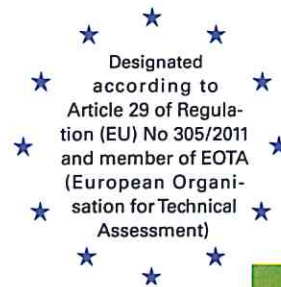 Designated
according to
Article 29 of Regula-
tion (EU) No 305/2011
and member of EOTA
(European Organi-
sation for Technical
Assessment)